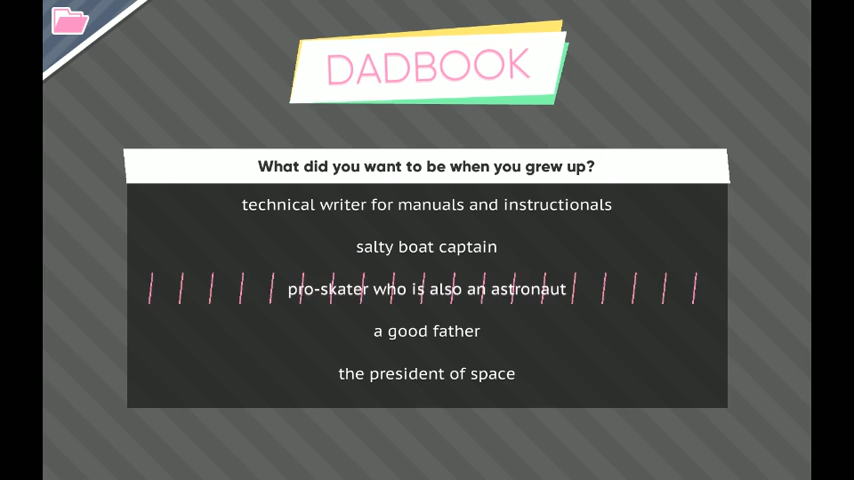 DADBOOK
What did you want to be when you grew up?
technical writer for manuals and instructionals
salty boat captain
pro-skater who is also an astronaut
a good father
the president of space